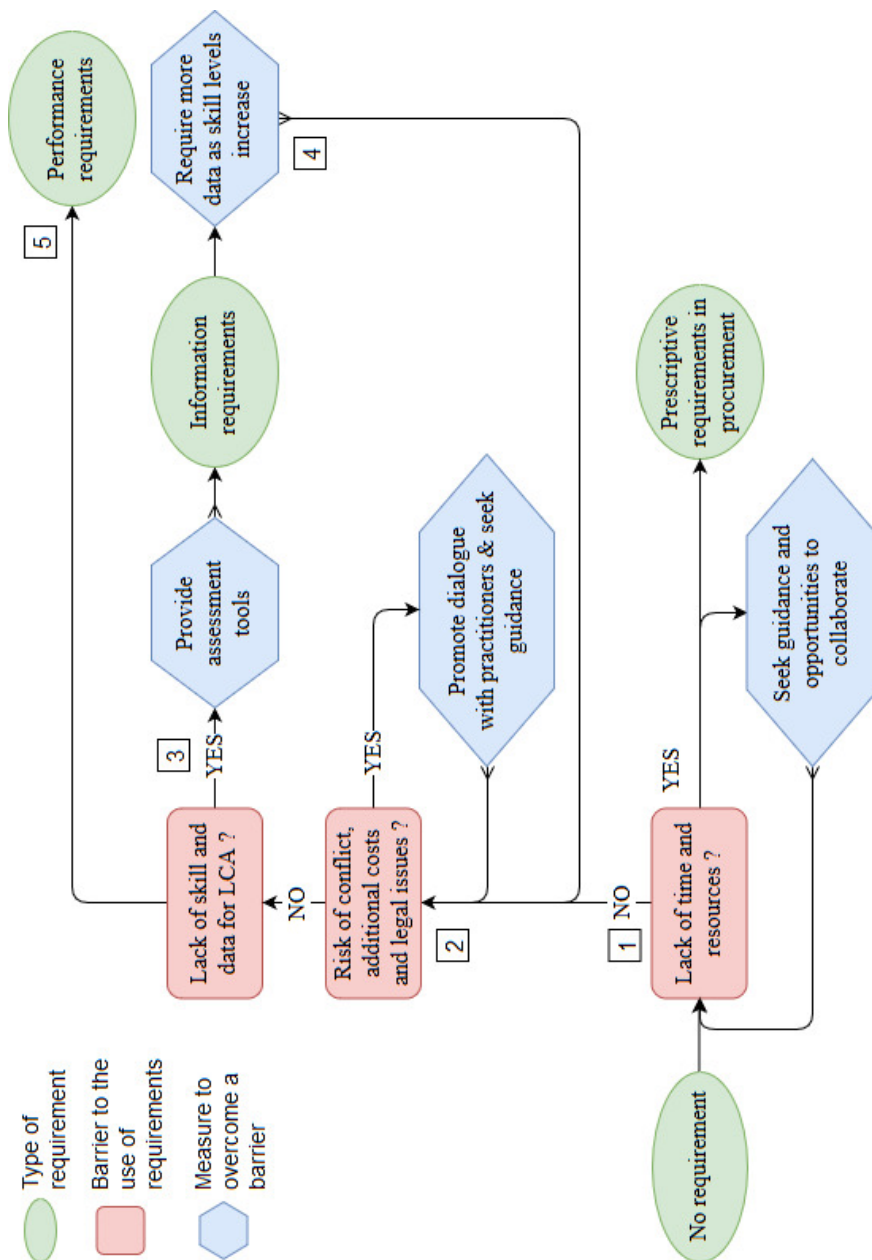 Type of
requirement
Barrier to the
use of
requirements
Measure to
overcome a
barrier
5
Performance
requirements
Lack of skill and
data for LCA ?
3
YES
Provide
assessment
tools
Information
requirements
Require more
data as skill levels
increase
4
NO
Risk of conflict,
additional costs
and legal issues ?
YES
Promote dialogue
with practitioners & seek
guidance
2
1
NO
No requirement
Lack of time and
resources ?
YES
Prescriptive
requirements in
procurement
Seek guidance and
opportunities to
collaborate